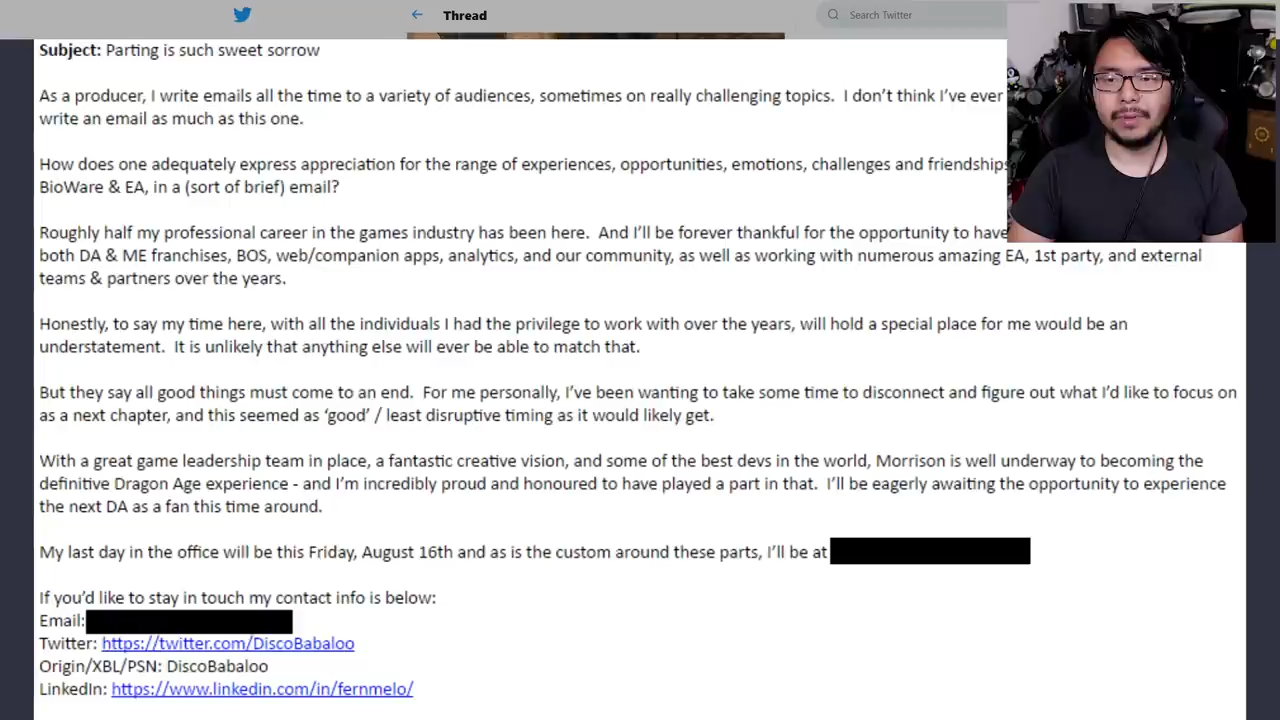 Thread
Search Twitter
Subject: Parting is such sweet sorrow
As a producer, I write emails all the time to a variety of audiences, sometimes on really challenging topics.  I don't think I've ever
write an email as much as this one.
How does one adequately express appreciation for the range of experiences, opportunities, emotions, challenges and friendships
BioWare & EA, in a (sort of brief) email?
Roughly half my professional career in the games industry has been here.  And I'll be forever thankful for the opportunity to have
both DA & ME franchises, BOS, web/companion apps, analytics, and our community, as well as working with numerous amazing EA, 1st party, and external
teams & partners over the years.
Honestly, to say my time here, with all the individuals I had the privilege to work with over the years, will hold a special place for me would be an
understatement.  It is unlikely that anything else will ever be able to match that.
But they say all good things must come to an end.  For me personally, I've been wanting to take some time to disconnect and figure out what I'd like to focus on
as a next chapter, and this seemed as 'good' / least disruptive timing as it would likely get.
With a great game leadership team in place, a fantastic creative vision, and some of the best devs in the world, Morrison is well underway to becoming the
definitive Dragon Age experience - and I'm incredibly proud and honoured to have played a part in that.  I'll be eagerly awaiting the opportunity to experience
the next DA as a fan this time around.
My last day in the office will be this Friday, August 16th and as is the custom around these parts, I'll be at
If you'd like to stay in touch my contact info is below:
Email:
Twitter: https://twitter.com/DiscoBabaloo
Origin/XBL/PSN: DiscoBabaloo
LinkedIn: https://www.linkedin.com/in/fernmelo/